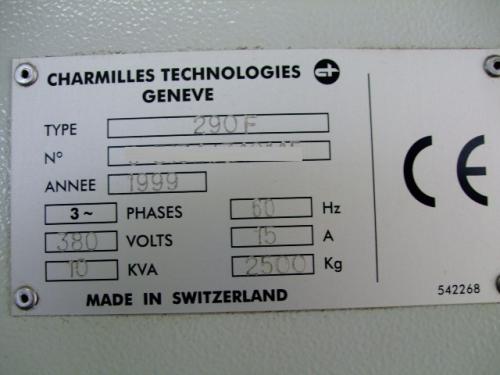 CHARMILLES TECHNOLOGIES
GENEVE
TYPE 290F
N°
ANNEE 1999
3~ PHASES 60 Hz
380 VOLTS 15 A
10 KVA 2500 Kg
MADE IN SWITZERLAND
CE
542268